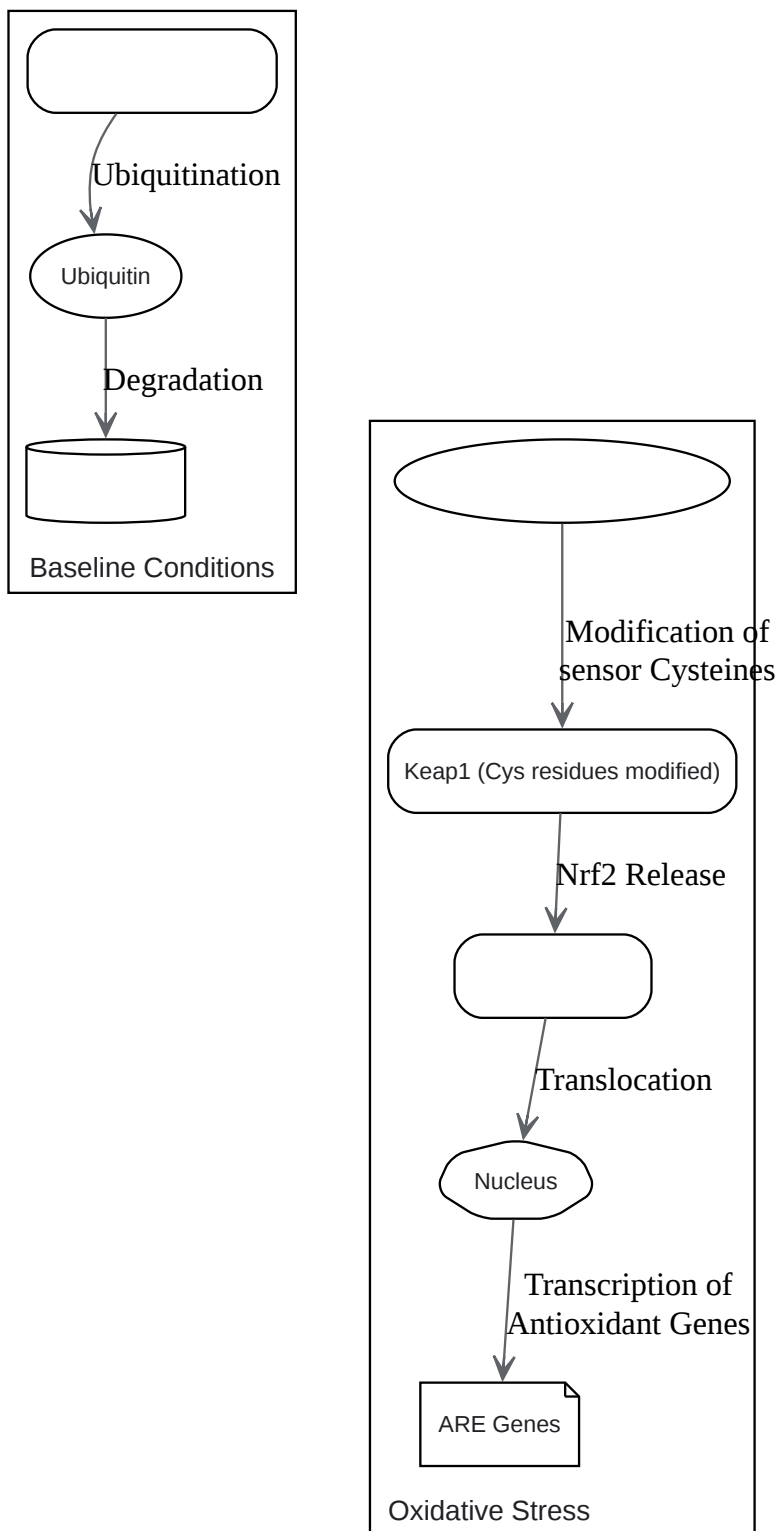 Ubiquitination
Ubiquitin
Degradation
Baseline Conditions
Modification of
sensor Cysteines
Keap1 (Cys residues modified)
Nrf2 Release
Translocation
Nucleus
Transcription of
Antioxidant Genes
ARE Genes
Oxidative Stress